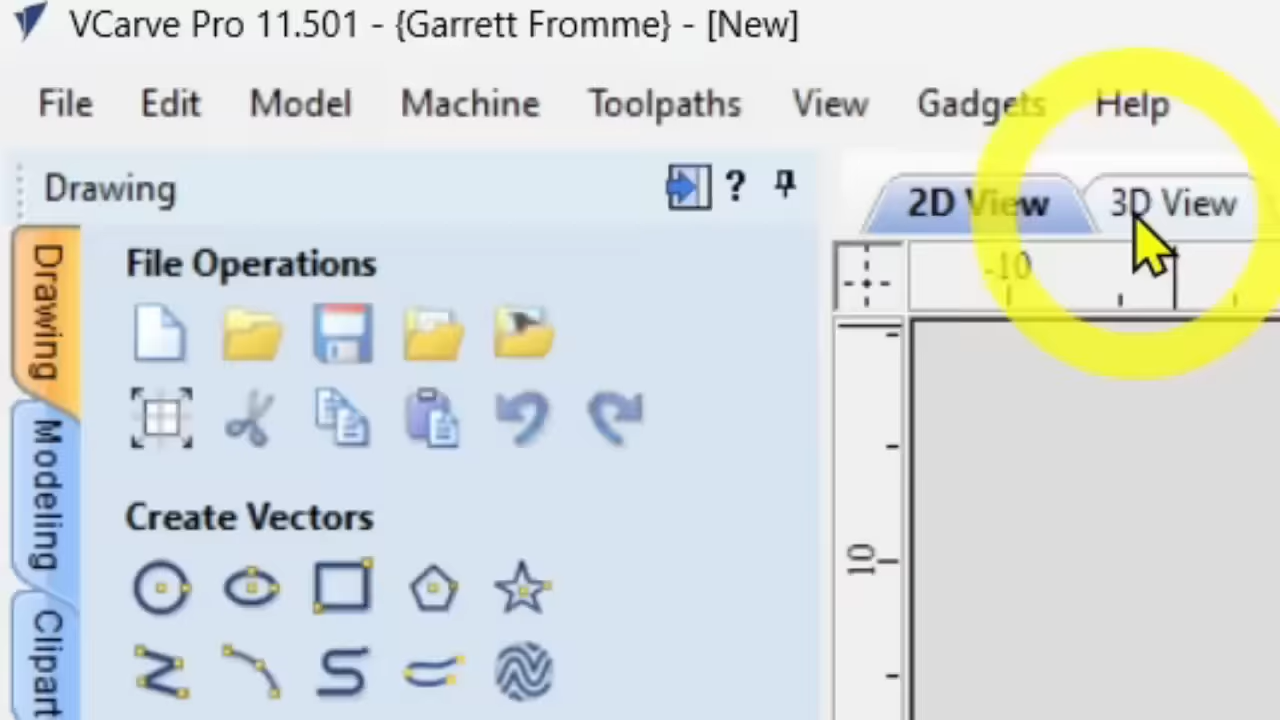 VCarve Pro 11.501 - {Garrett Fromme} - [New]
File Edit Model Machine Toolpaths View Gadgets Help
Drawing ?
2D View 3D View
Drawing
Modeling
Clipart
File Operations
Create Vectors
-10
10